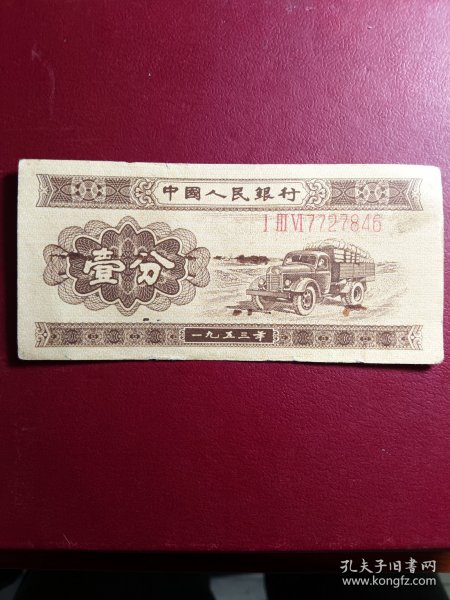 中國人民銀行
I III VI 7727846
壹分
一九五三年
孔夫子旧书网
www.kongfz.com